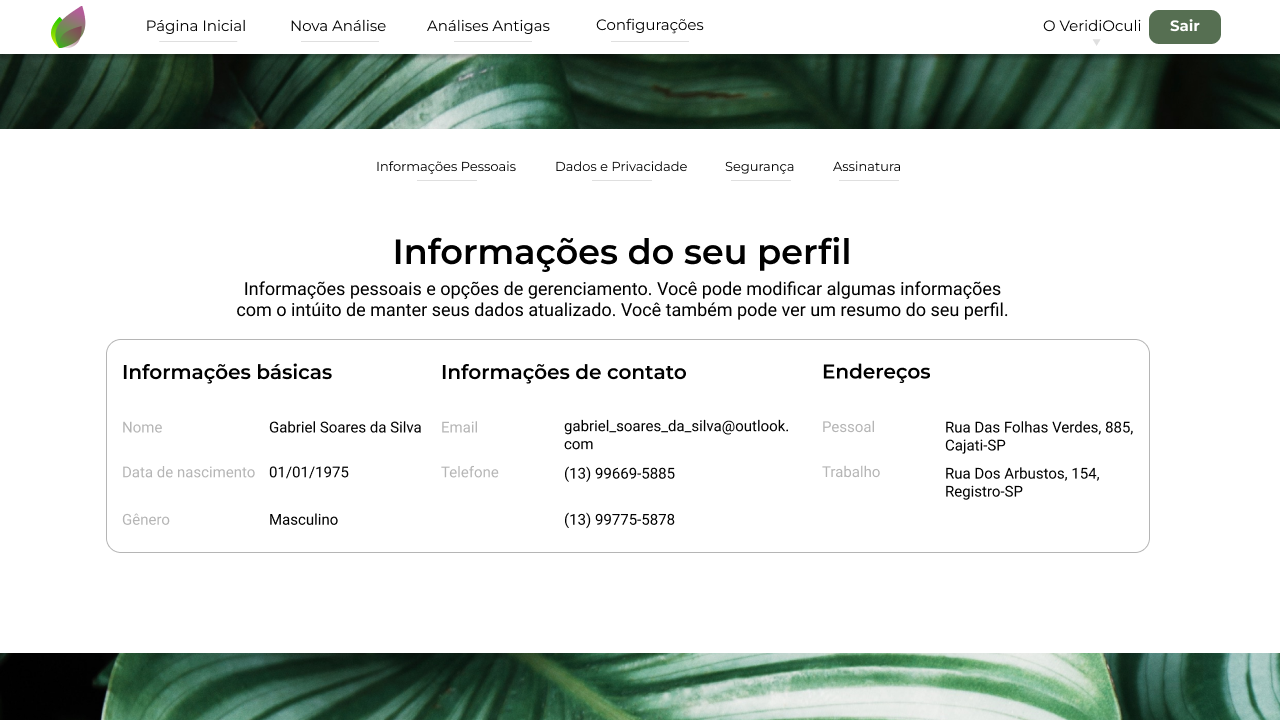 Página Inicial
Nova Análise
Análises Antigas
Configurações
O VeridiOculi
Sair
Informações Pessoais
Dados e Privacidade
Segurança
Assinatura
Informações do seu perfil
Informações pessoais e opções de gerenciamento. Você pode modificar algumas informações
com o intúito de manter seus dados atualizado. Você também pode ver um resumo do seu perfil.
Informações básicas
Nome
Gabriel Soares da Silva
Data de nascimento
01/01/1975
Gênero
Masculino
Informações de contato
Email
gabriel_soares_da_silva@outlook.
com
Telefone
(13) 99669-5885
(13) 99775-5878
Endereços
Pessoal
Rua Das Folhas Verdes, 885,
Cajati-SP
Trabalho
Rua Dos Arbustos, 154,
Registro-SP